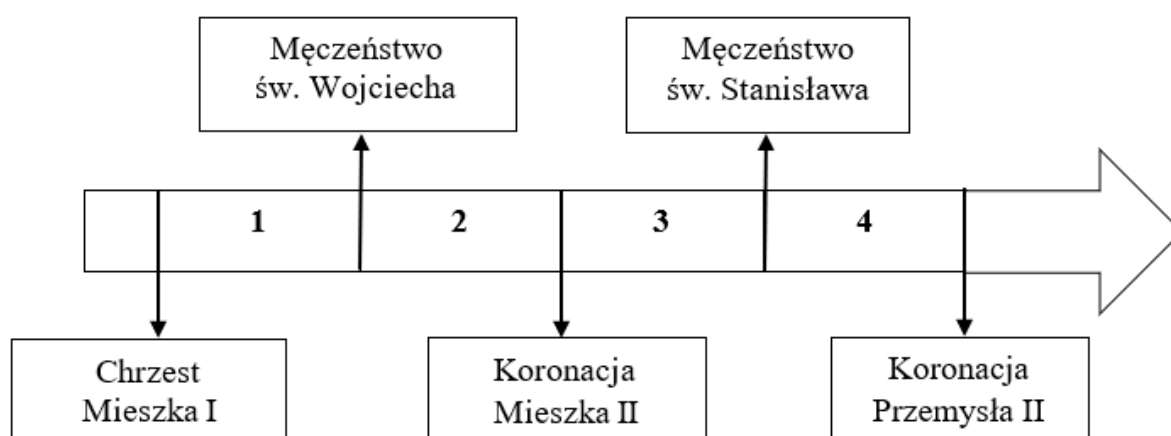 Męczeństwo
św. Wojciecha
Męczeństwo
św. Stanisława
1
2
3
4
Chrzest
Mieszka I
Koronacja
Mieszka II
Koronacja
Przemysła II